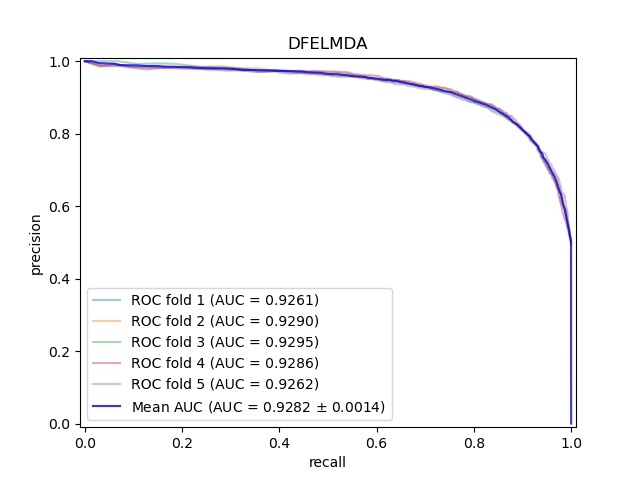 DFELMDA
1.0
0.8
0.6
0.4
0.2
0.0
precision
ROC fold 1 (AUC = 0.9261)
ROC fold 2 (AUC = 0.9290)
ROC fold 3 (AUC = 0.9295)
ROC fold 4 (AUC = 0.9286)
ROC fold 5 (AUC = 0.9262)
Mean AUC (AUC = 0.9282 ± 0.0014)
0.0 0.2 0.4 0.6 0.8 1.0
recall